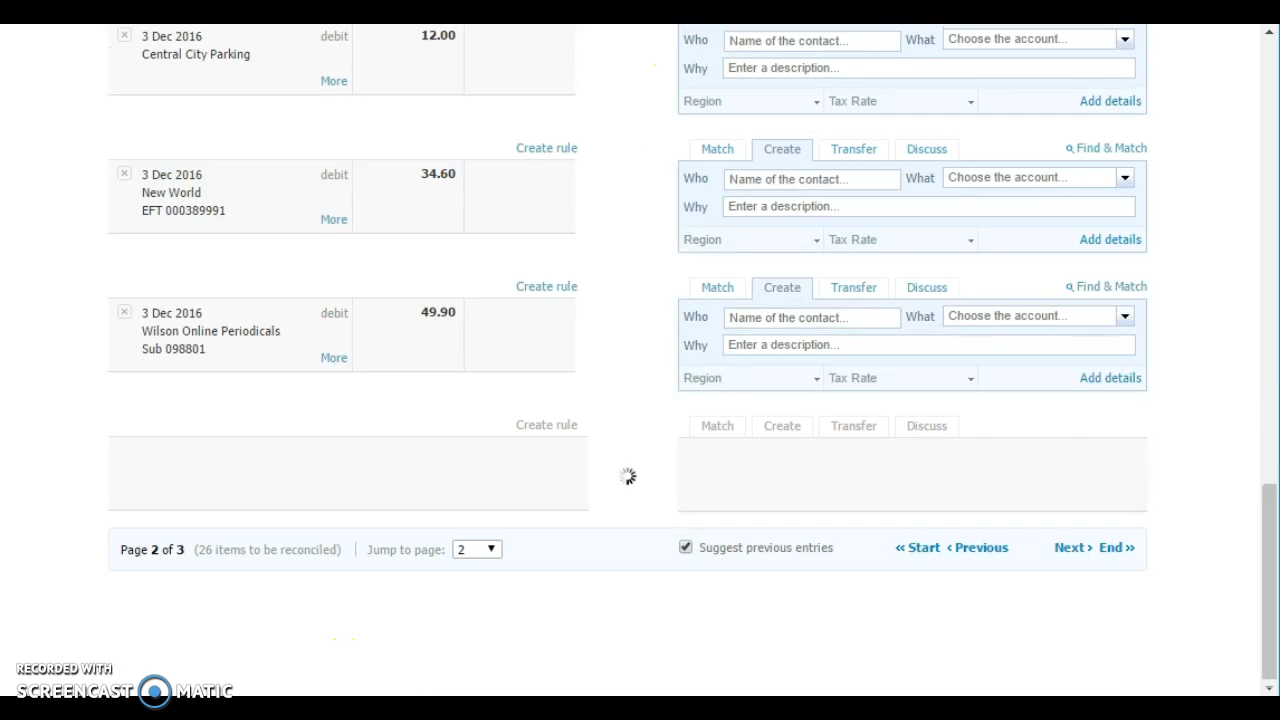 3 Dec 2016 debit 12.00
Central City Parking
More
Who Name of the contact... What Choose the account...
Why Enter a description...
Region Tax Rate Add details
Create rule
Match Create Transfer Discuss Find & Match
3 Dec 2016 debit 34.60
New World
EFT 000389991
More
Who Name of the contact... What Choose the account...
Why Enter a description...
Region Tax Rate Add details
Create rule
Match Create Transfer Discuss Find & Match
3 Dec 2016 debit 49.90
Wilson Online Periodicals
Sub 098801
More
Who Name of the contact... What Choose the account...
Why Enter a description...
Region Tax Rate Add details
Create rule
Match Create Transfer Discuss
Page 2 of 3 (26 items to be reconciled) Jump to page: 2 Suggest previous entries « Start ‹ Previous Next › End »
RECORDED WITH
SCREENCAST MATIC